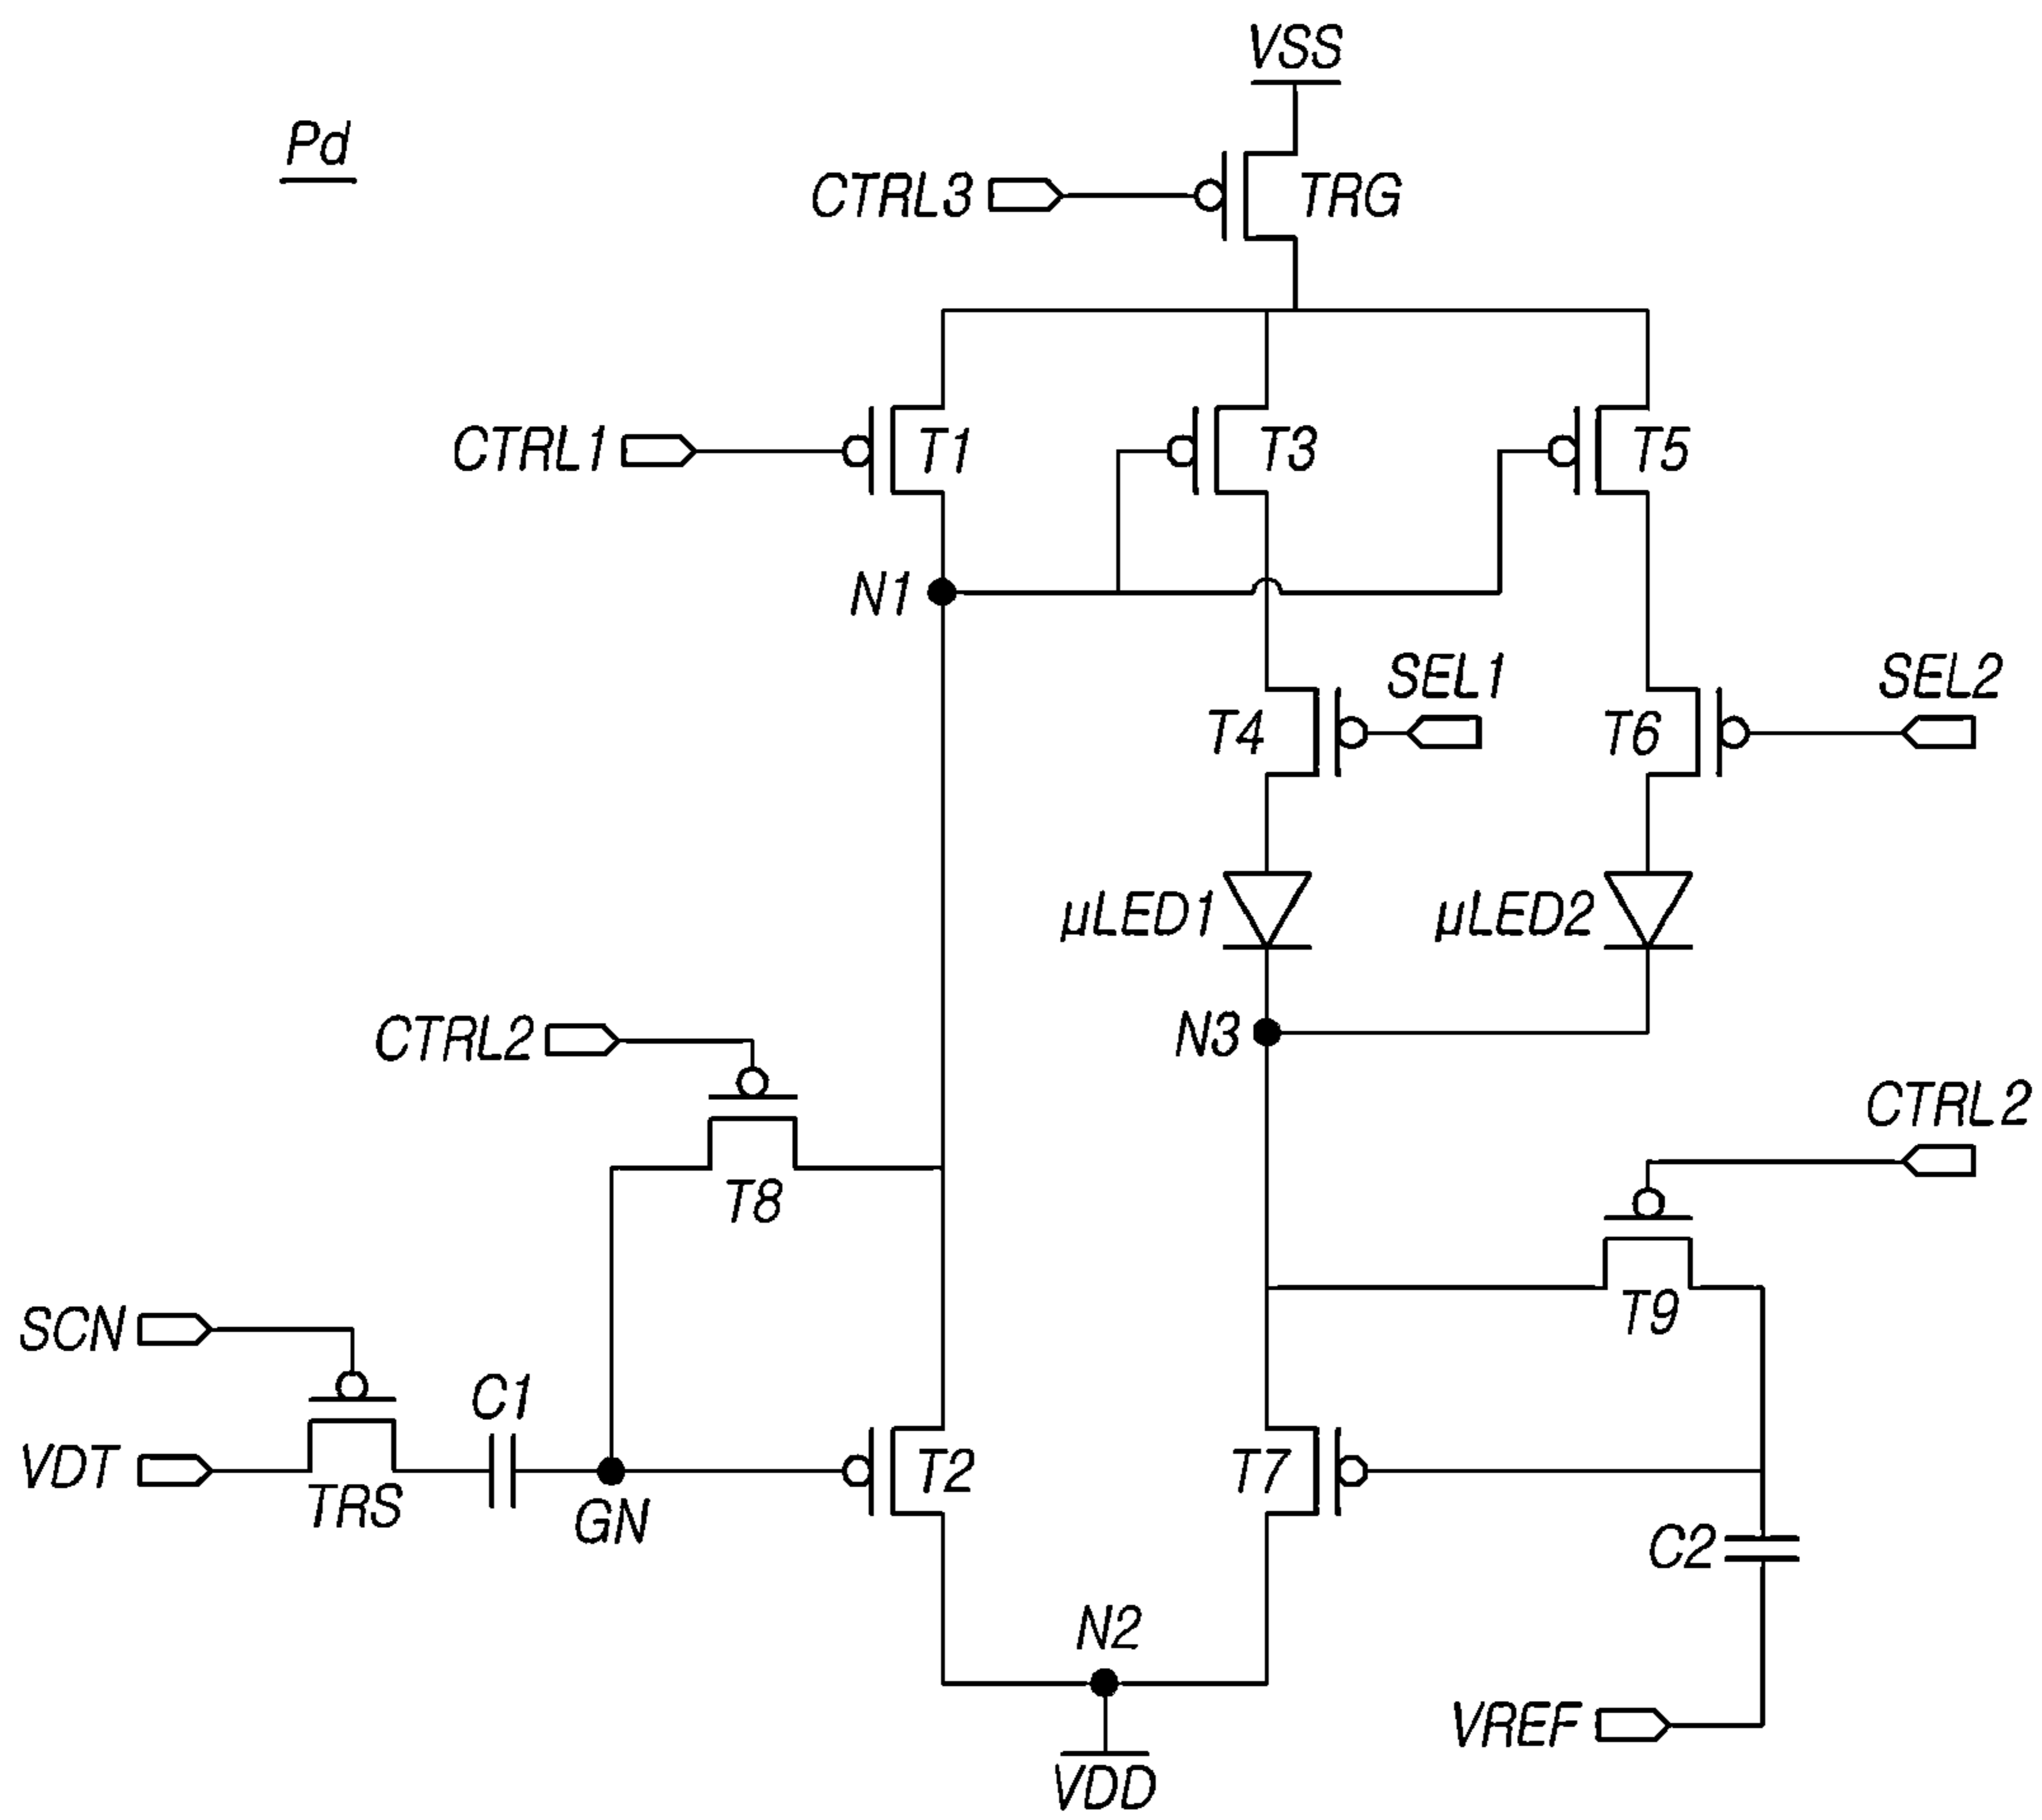 VSS
Pd
CTRL3
TRG
CTRL1
T1
T3
T5
N1
SEL1
SEL2
T4
T6
µLED1
µLED2
CTRL2
N3
CTRL2
T8
T9
SCN
C1
VDT
T2
T7
TRS
GN
C2
N2
VREF
VDD